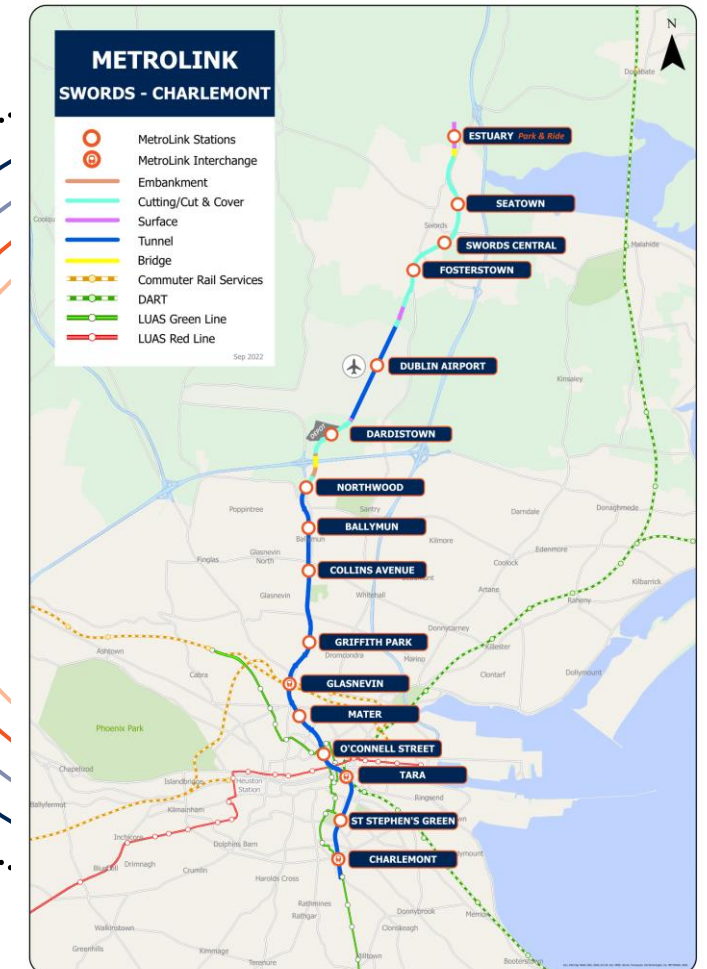 METROLINK
SWORDS - CHARLEMONT
MetroLink Stations
MetroLink Interchange
Embankment
Cutting/Cut & Cover
Surface
Tunnel
Bridge
Commuter Rail Services
DART
LUAS Green Line
LUAS Red Line
Sep 2022
N
ESTUARY Park & Ride
SEATOWN
Swords
SWORDS CENTRAL
Malahide
FOSTERSTOWN
DUBLIN AIRPORT
Kinsaley
DEPOT
DARDISTOWN
NORTHWOOD
Poppintree
Santry
Darndale
Donaghmede
BALLYMUN
Kilmore
Edenmore
Glasnevin
North
Finglas
Coolock
COLLINS AVENUE
Kilbarrick
Artane
Glasnevin
Whitehall
Raheny
Donnycarney
GRIFFITH PARK
Killester
Ashtown
Drumcondra
Marino
Cabra
Clontarf
Dollymount
GLASNEVIN
MATER
Phoenix Park
O'CONNELL STREET
Chapelizod
TARA
Islandbridge
Heuston
Station
Ringsend
Ballyfermot
Kilmainham
ST STEPHEN'S GREEN
Inchicore
Dolphins Barn
CHARLEMONT
Drimnagh
Crumlin
Harolds Cross
Rathmines
Rathgar
Donnybrook
Walkinstown
Clonskeagh
Greenhills
Kimmage
Terenure